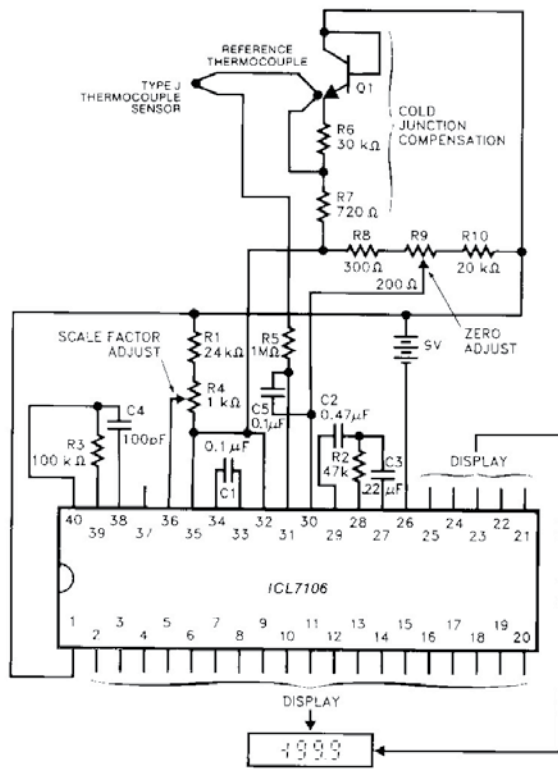 REFERENCE
THERMOCOUPLE
TYPE J
THERMOCOUPLE
SENSOR
Q1
COLD
JUNCTION
COMPENSATION
R6
30 kΩ
R7
720 Ω
R8
300Ω
R9
200 Ω
R10
20 kΩ
ZERO
ADJUST
SCALE FACTOR
ADJUST
R1
24 kΩ
R4
1 kΩ
R5
1MΩ
9V
C5
0.1μF
C2
0.47μF
R2
47k
C3
.22 μF
C4
100pF
R3
100 kΩ
0.1 μF
C1
DISPLAY
40 39 38 37 36 35 34 33 32 31 30 29 28 27 26 25 24 23 22 21
ICL7106
1 2 3 4 5 6 7 8 9 10 11 12 13 14 15 16 17 18 19 20
DISPLAY
-199.9